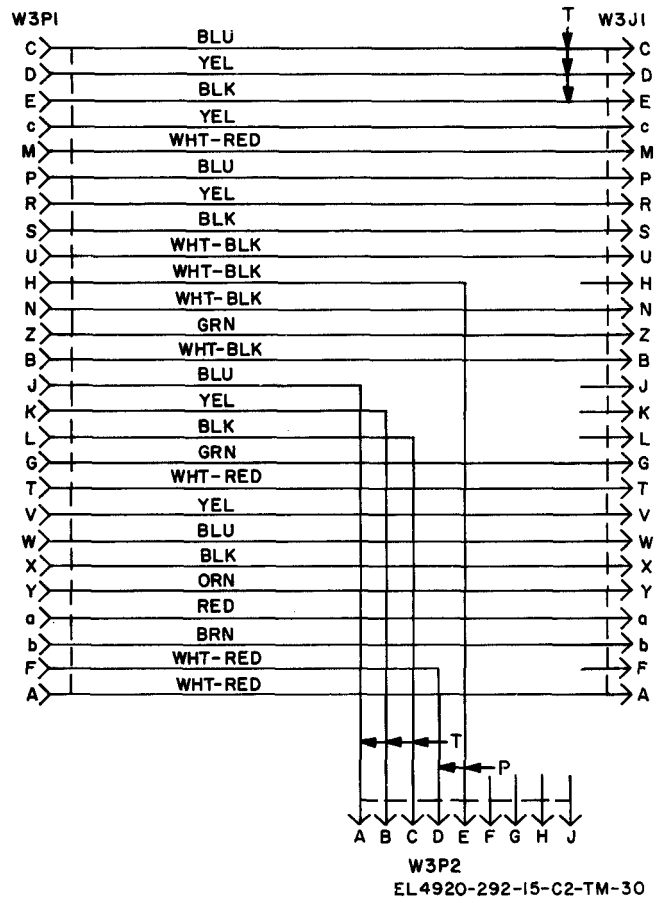 W3P1 T W3J1
C BLU C
D YEL D
E BLK E
c YEL c
M WHT-RED M
P BLU P
R YEL R
S BLK S
U WHT-BLK U
H WHT-BLK H
N WHT-BLK N
Z GRN Z
B WHT-BLK B
J BLU J
K YEL K
L BLK L
G GRN G
T WHT-RED T
V YEL V
W BLU W
X BLK X
Y ORN Y
a RED a
b BRN b
F WHT-RED F
A WHT-RED A
T
P
A B C D E F G H J
W3P2
EL4920-292-15-C2-TM-30